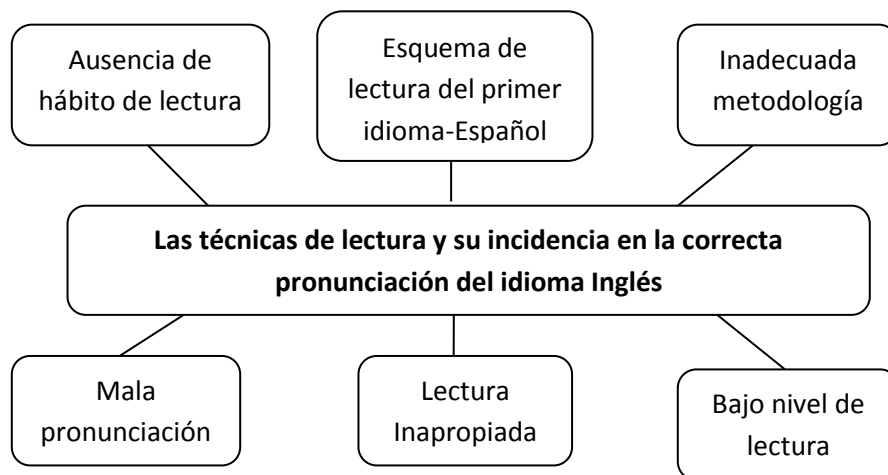 Ausencia de
hábito de lectura
Esquema de
lectura del primer
idioma-Español
Inadecuada
metodología
Las técnicas de lectura y su incidencia en la correcta
pronunciación del idioma Inglés
Mala
pronunciación
Lectura
Inapropiada
Bajo nivel de
lectura